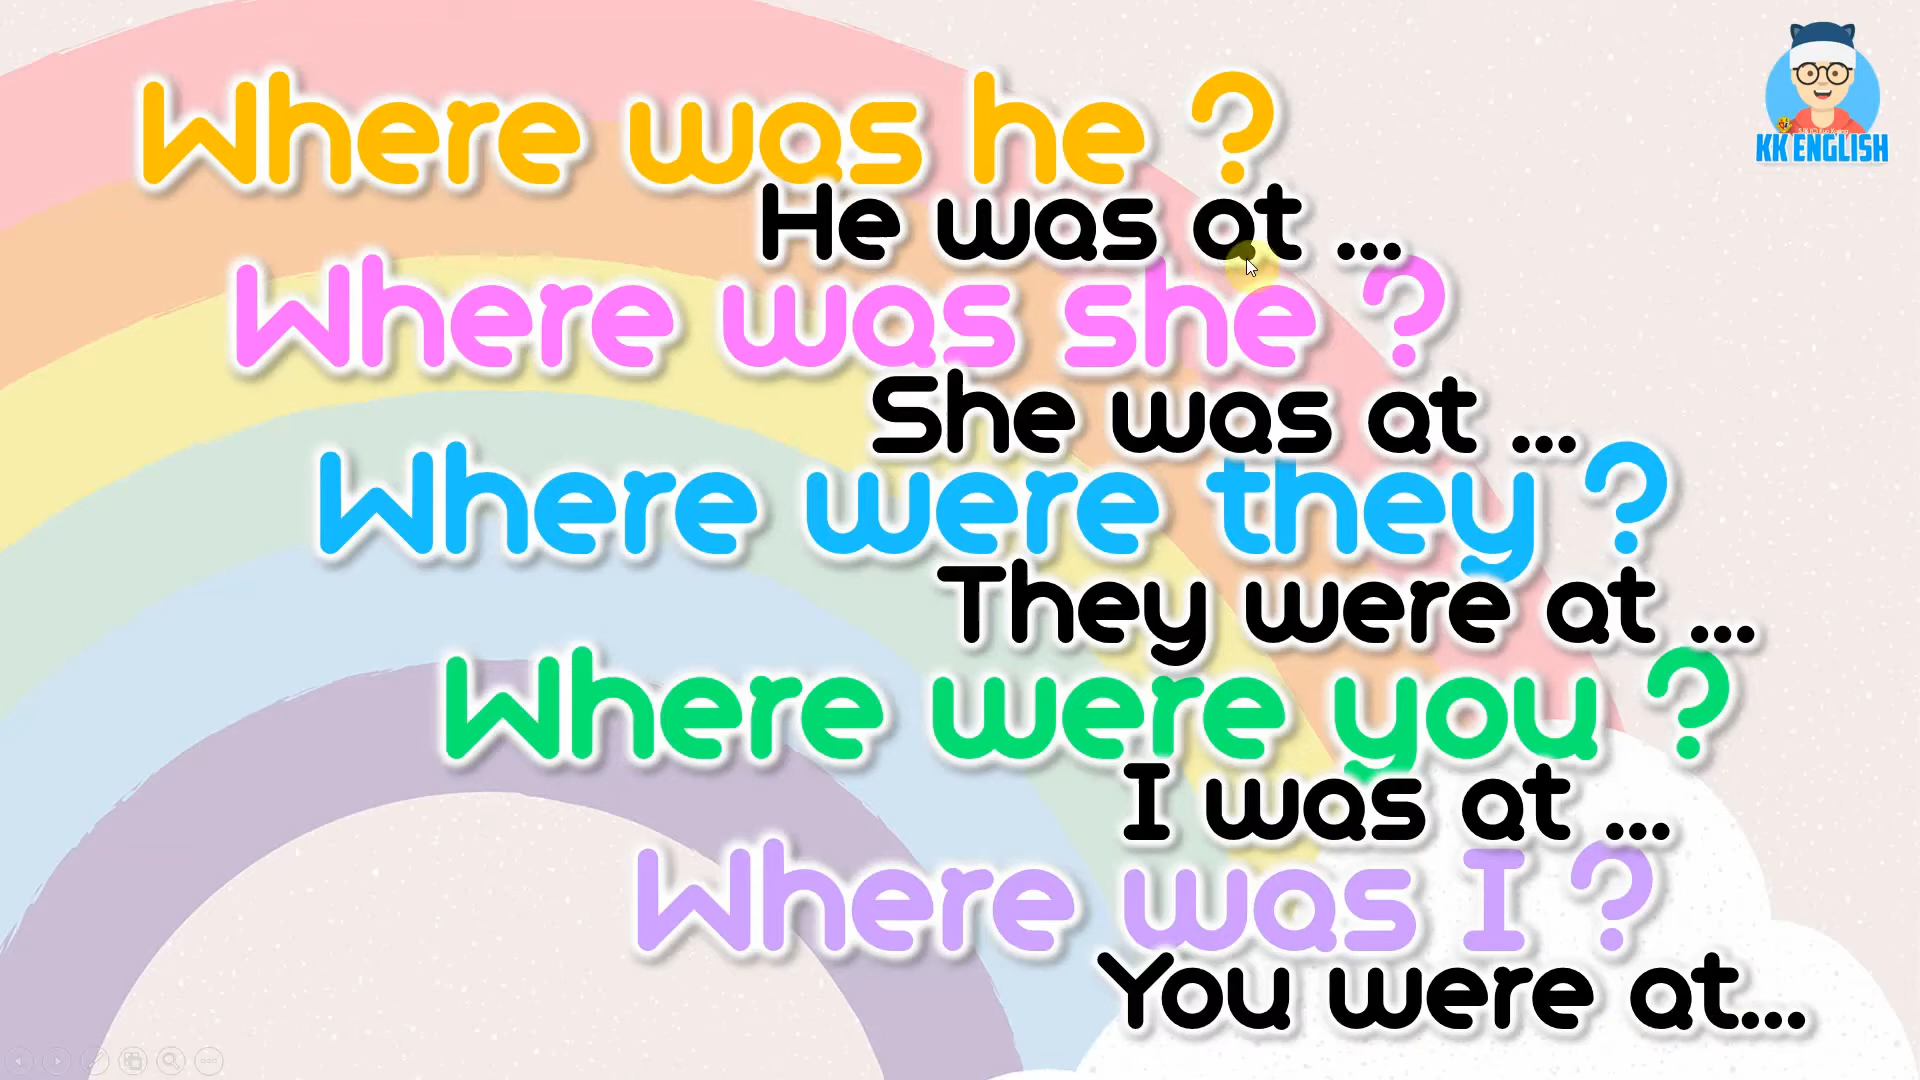 Where was he ?
He was at ...
Where was she ?
She was at ...
Where were they ?
They were at ...
Where were you ?
I was at ...
Where was I ?
You were at...
KK ENGLISH